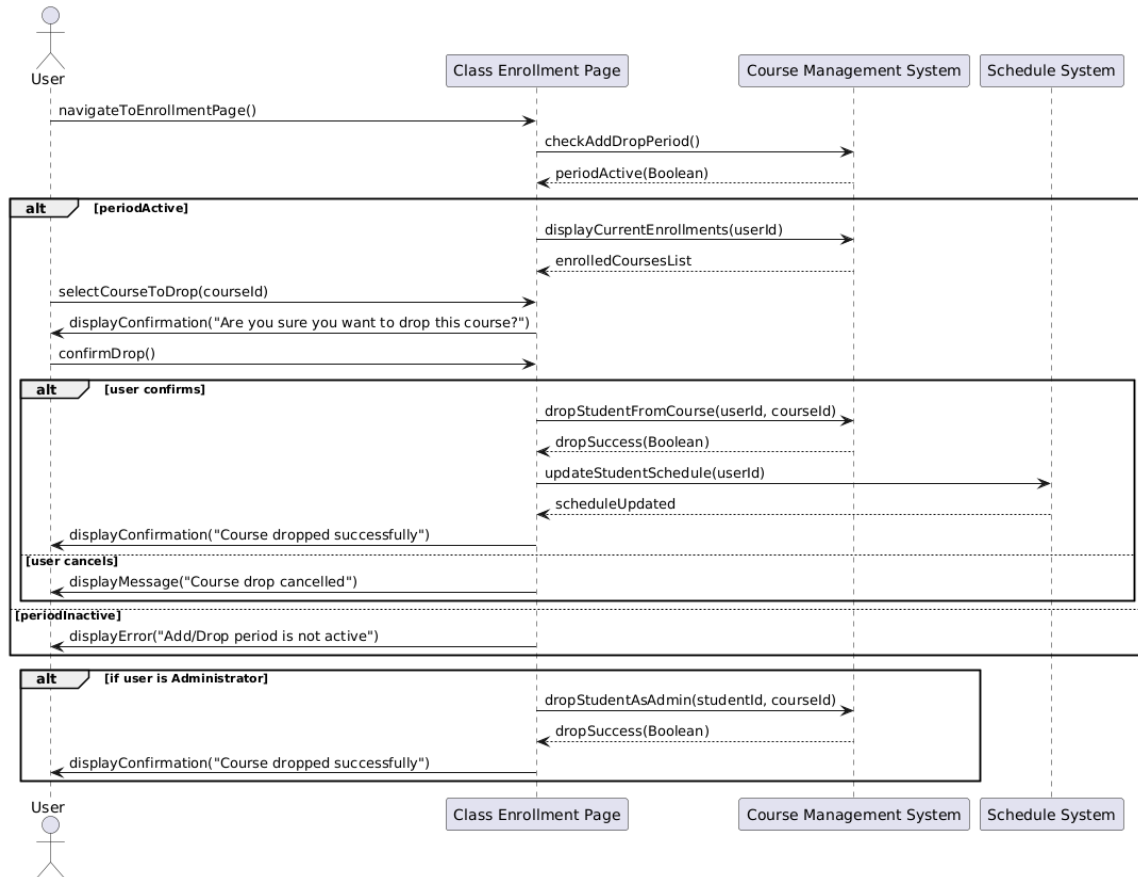 User
Class Enrollment Page
Course Management System
Schedule System
navigateToEnrollmentPage()
checkAddDropPeriod()
periodActive(Boolean)
alt [periodActive]
displayCurrentEnrollments(userId)
enrolledCoursesList
selectCourseToDrop(courseId)
displayConfirmation("Are you sure you want to drop this course?")
confirmDrop()
alt [user confirms]
dropStudentFromCourse(userId, courseId)
dropSuccess(Boolean)
updateStudentSchedule(userId)
scheduleUpdated
displayConfirmation("Course dropped successfully")
[user cancels]
displayMessage("Course drop cancelled")
[periodInactive]
displayError("Add/Drop period is not active")
alt [if user is Administrator]
dropStudentAsAdmin(studentId, courseId)
dropSuccess(Boolean)
displayConfirmation("Course dropped successfully")
User
Class Enrollment Page
Course Management System
Schedule System